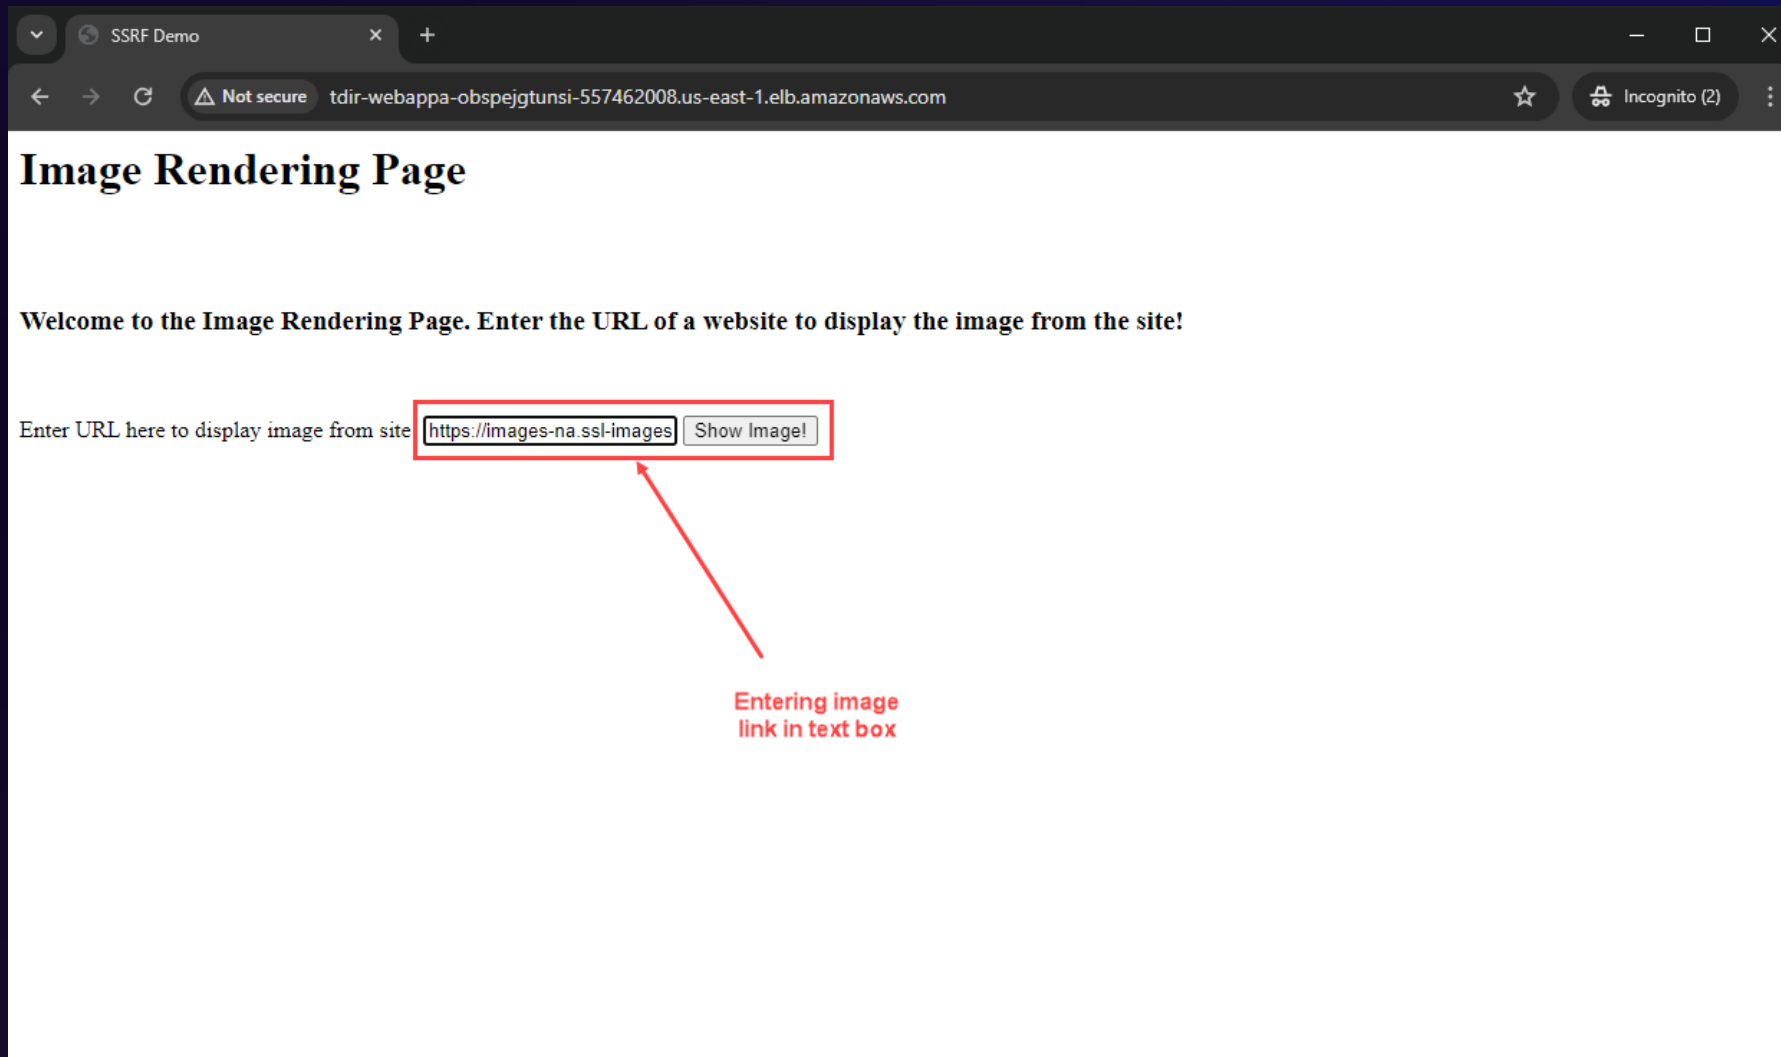 SSRF Demo
Not secure
tdir-webappa-obspejgtunsi-557462008.us-east-1.elb.amazonaws.com
Incognito (2)
Image Rendering Page
Welcome to the Image Rendering Page. Enter the URL of a website to display the image from the site!
Enter URL here to display image from site
https://images-na.ssl-images
Show Image!
Entering image
link in text box